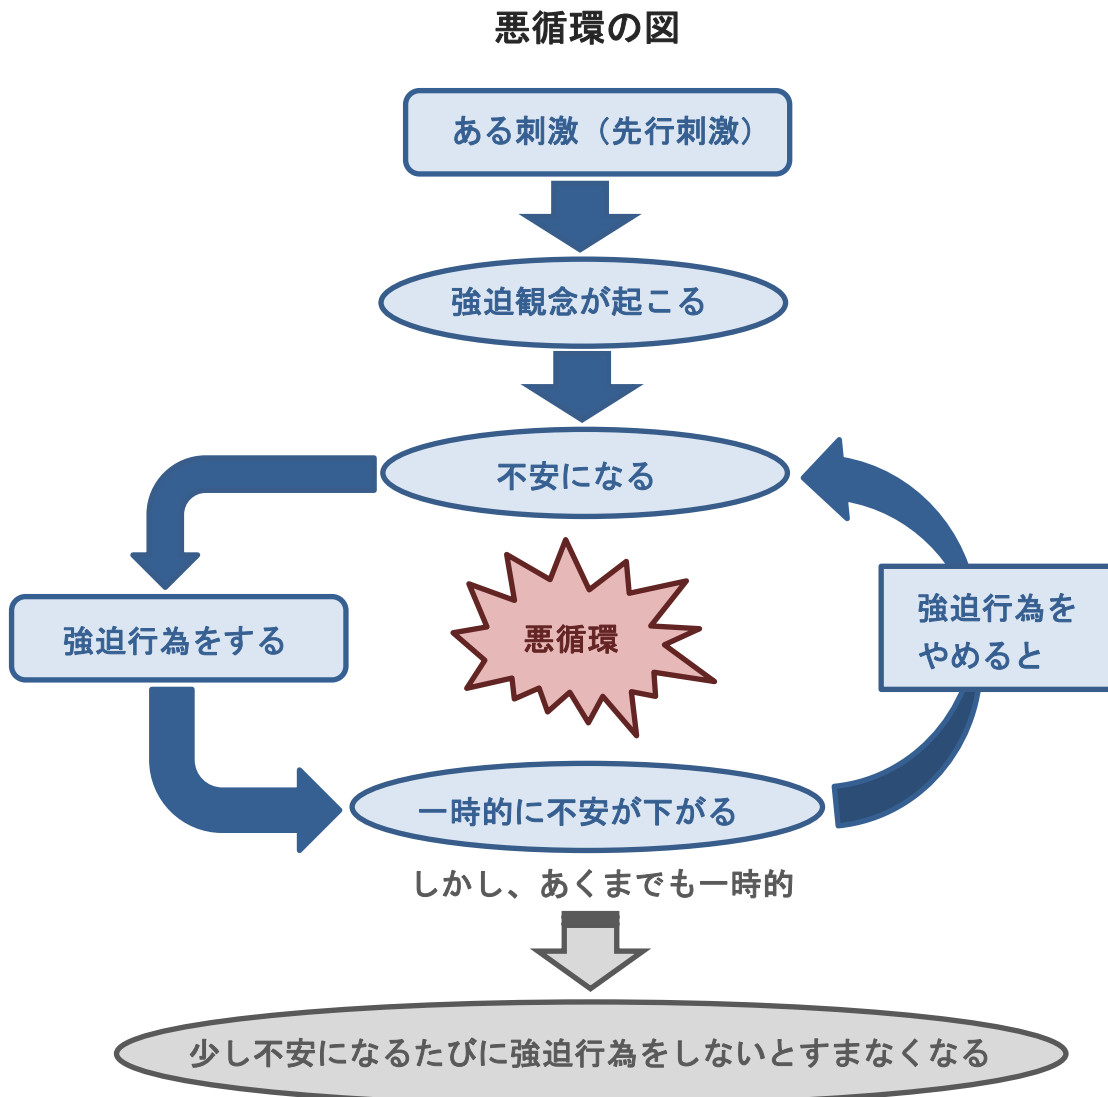 悪循環の図
ある刺激（先行刺激）
強迫観念が起こる
不安になる
強迫行為をする
悪循環
強迫行為を
やめると
一時的に不安が下がる
しかし、あくまでも一時的
少し不安になるたびに強迫行為をしないとすまなくなる